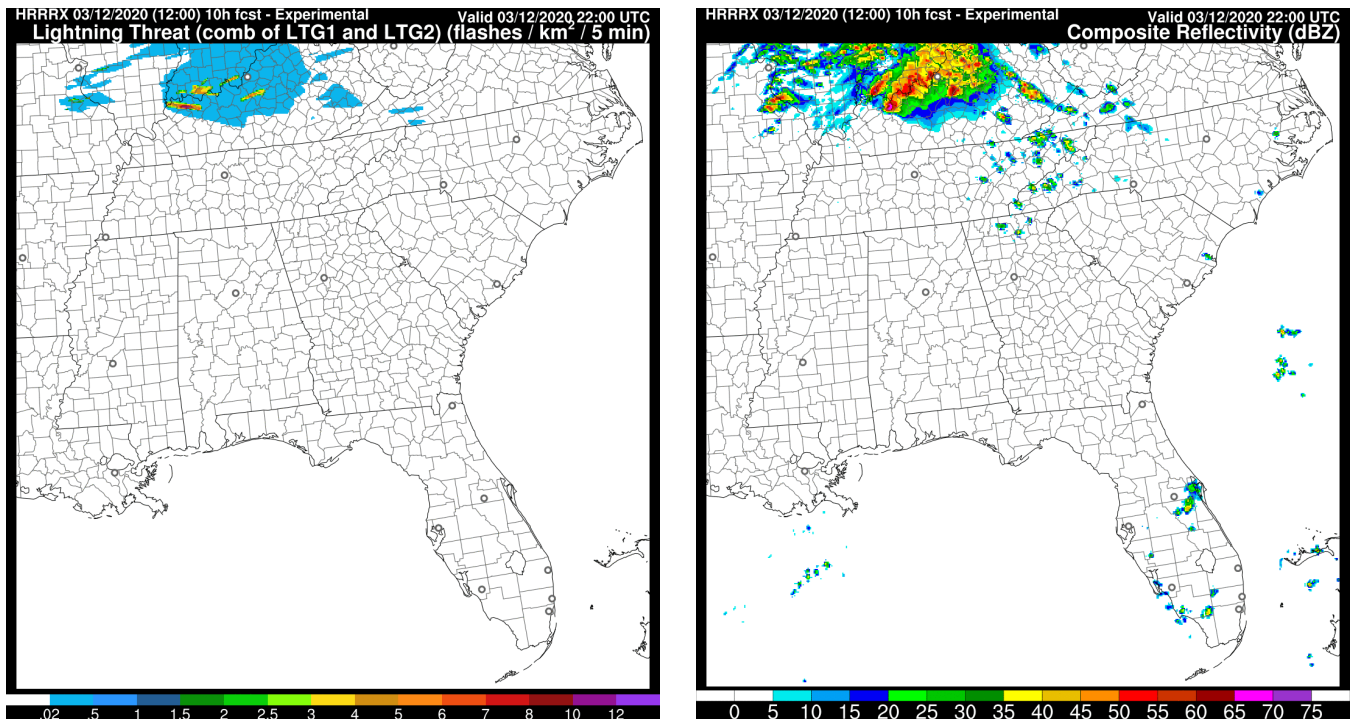 HRRRX 03/12/2020 (12:00) 10h fcst - Experimental Valid 03/12/2020 22:00 UTC
Lightning Threat (comb of LTG1 and LTG2) (flashes / km² / 5 min)
.02 .5 1 1.5 2 2.5 3 4 5 6 7 8 10 12
HRRRX 03/12/2020 (12:00) 10h fcst - Experimental Valid 03/12/2020 22:00 UTC
Composite Reflectivity (dBZ)
0 5 10 15 20 25 30 35 40 45 50 55 60 65 70 75